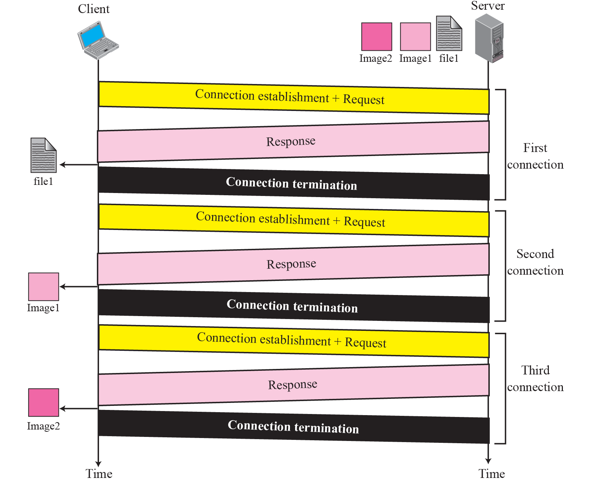 Client
Server
Image2
Image1
file1
Connection establishment + Request
Response
First
connection
file1
Connection termination
Connection establishment + Request
Response
Second
connection
Image1
Connection termination
Connection establishment + Request
Response
Third
connection
Image2
Connection termination
Time
Time